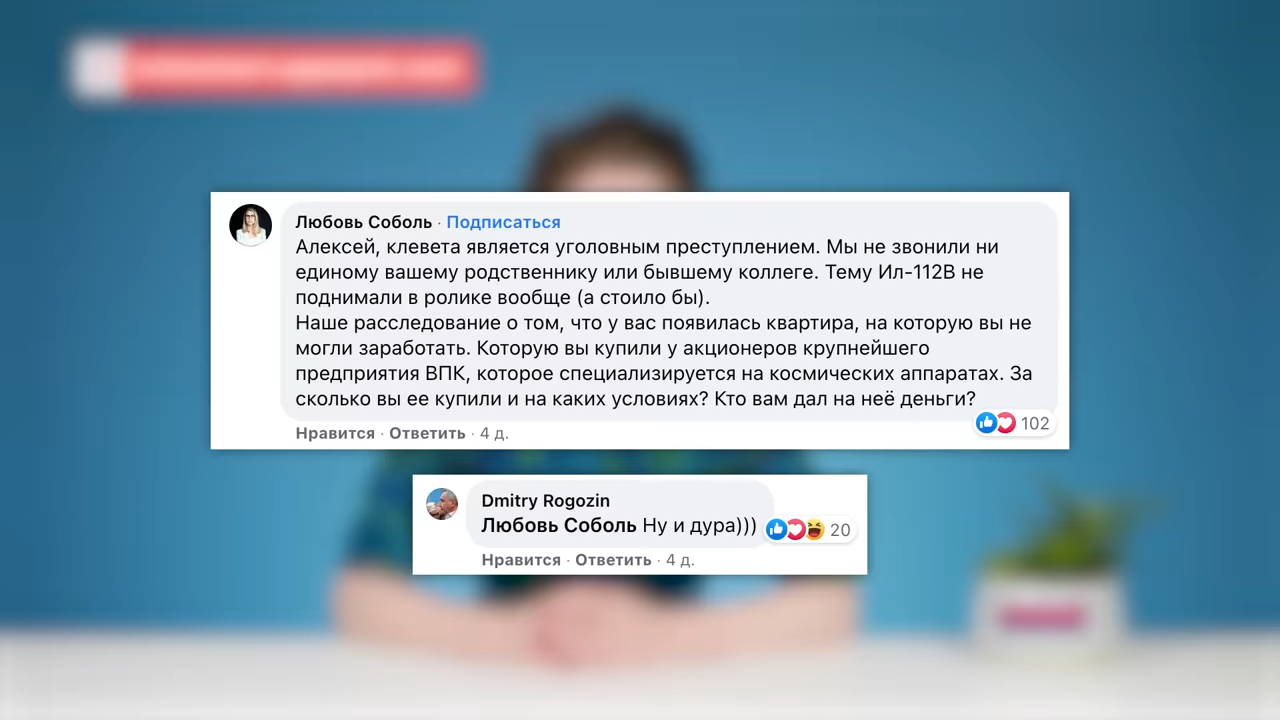 Любовь Соболь · Подписаться
Алексей, клевета является уголовным преступлением. Мы не звонили ни
единому вашему родственнику или бывшему коллеге. Тему Ил-112В не
поднимали в ролике вообще (а стоило бы).
Наше расследование о том, что у вас появилась квартира, на которую вы не
могли заработать. Которую вы купили у акционеров крупнейшего
предприятия ВПК, которое специализируется на космических аппаратах. За
сколько вы ее купили и на каких условиях? Кто вам дал на неё деньги?
102
Нравится · Ответить · 4 д.
Dmitry Rogozin
Любовь Соболь Ну и дура)))
20
Нравится · Ответить · 4 д.